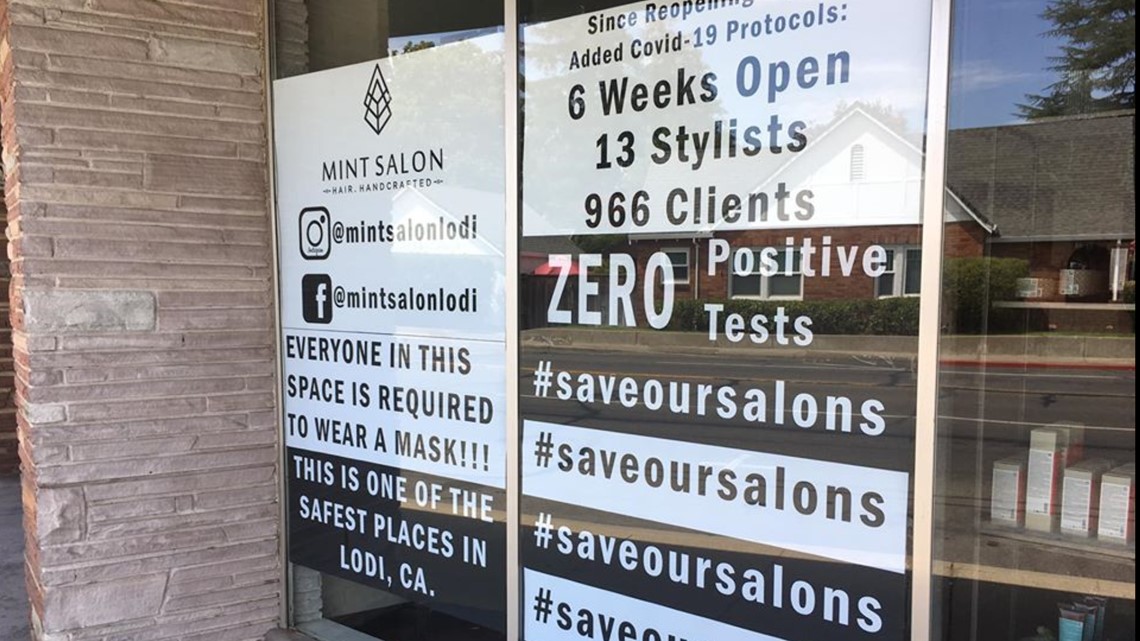 MINT SALON
HAIR. HANDCRAFTED
@mintsalonlodi
f @mintsalonlodi
EVERYONE IN THIS
SPACE IS REQUIRED
TO WEAR A MASK!!!
THIS IS ONE OF THE
SAFEST PLACES IN
LODI, CA.
Since Reopening
Added Covid-19 Protocols:
6 Weeks Open
13 Stylists
966 Clients
ZERO Positive
Tests
#saveoursalons
#saveoursalons
#saveoursalons
#saveoursalons